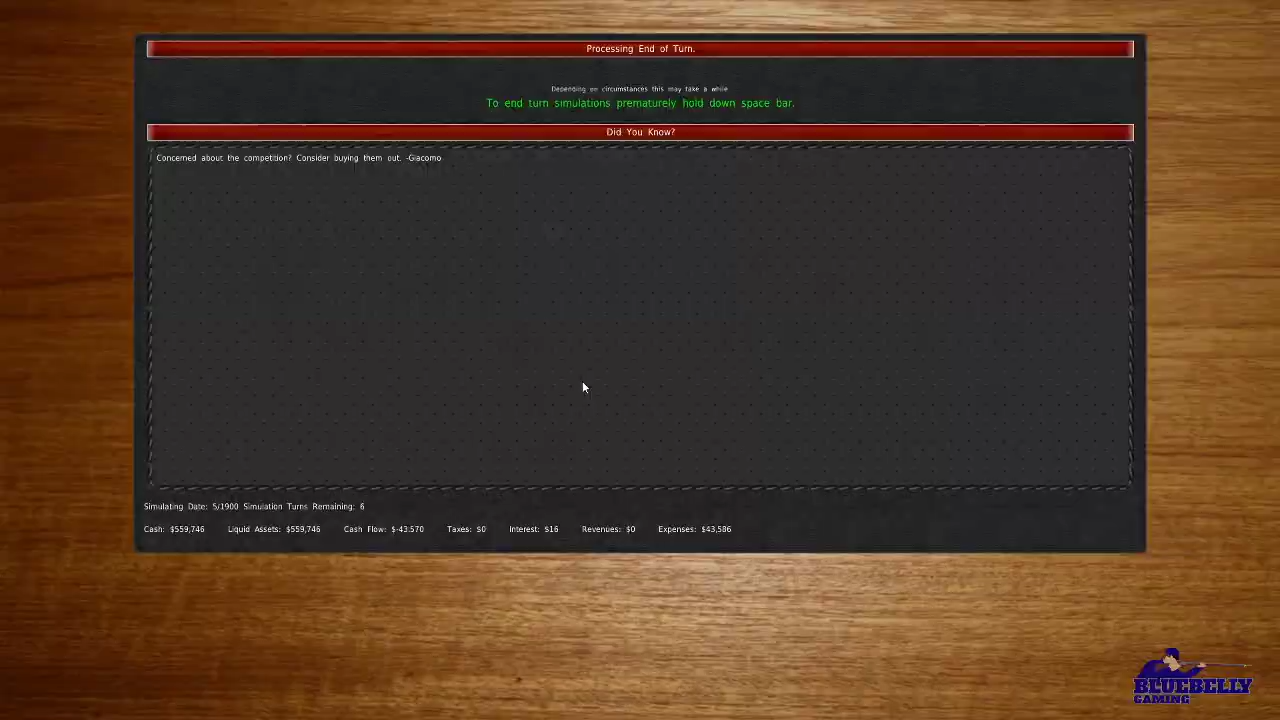 Processing End of Turn.
Depending on circumstances this may take a while
To end turn simulations prematurely hold down space bar.
Did You Know?
Concerned about the competition? Consider buying them out. -Giacomo
Simulating Date: 5/1900 Simulation Turns Remaining: 6
Cash: $559,746 Liquid Assets: $559,746 Cash Flow: $-43,570 Taxes: $0 Interest: $16 Revenues: $0 Expenses: $43,586
BLUEBELLY
GAMING